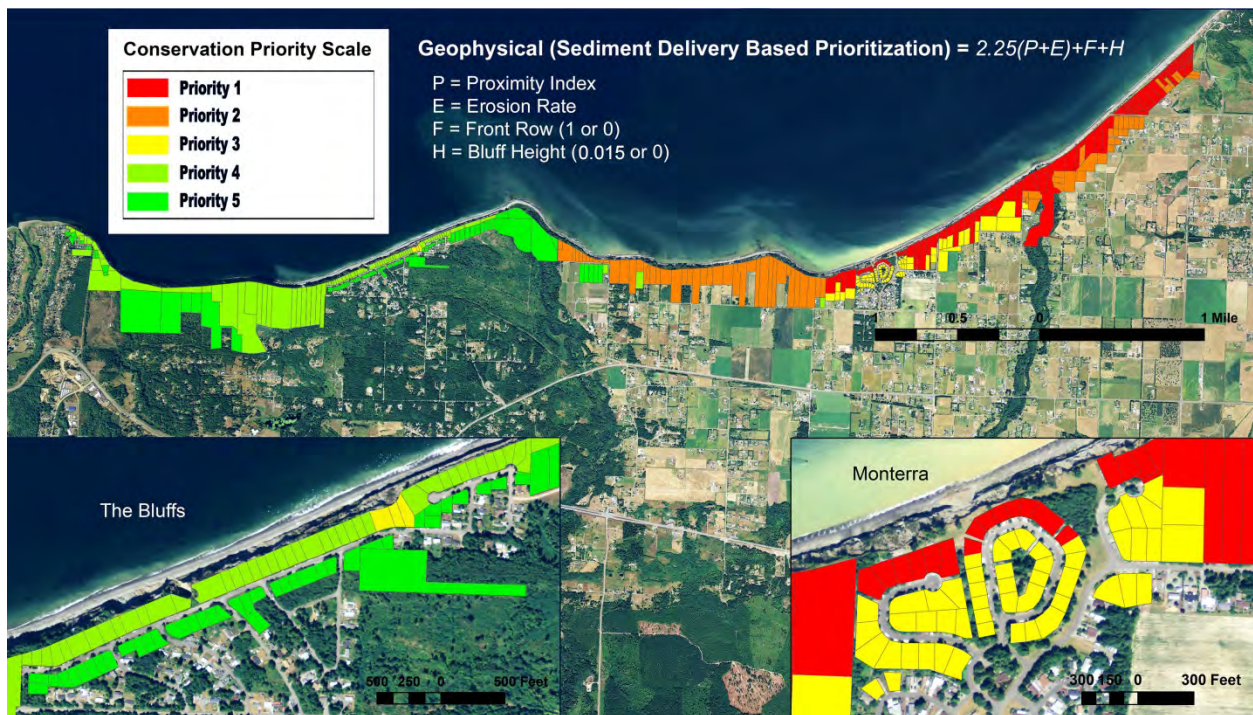 Conservation Priority Scale
Priority 1
Priority 2
Priority 3
Priority 4
Priority 5
Geophysical (Sediment Delivery Based Prioritization) = 2.25(P+E)+F+H
P = Proximity Index
E = Erosion Rate
F = Front Row (1 or 0)
H = Bluff Height (0.015 or 0)
1 0.5 0 1 Mile
The Bluffs
500 250 0 500 Feet
Monterra
300 150 0 300 Feet